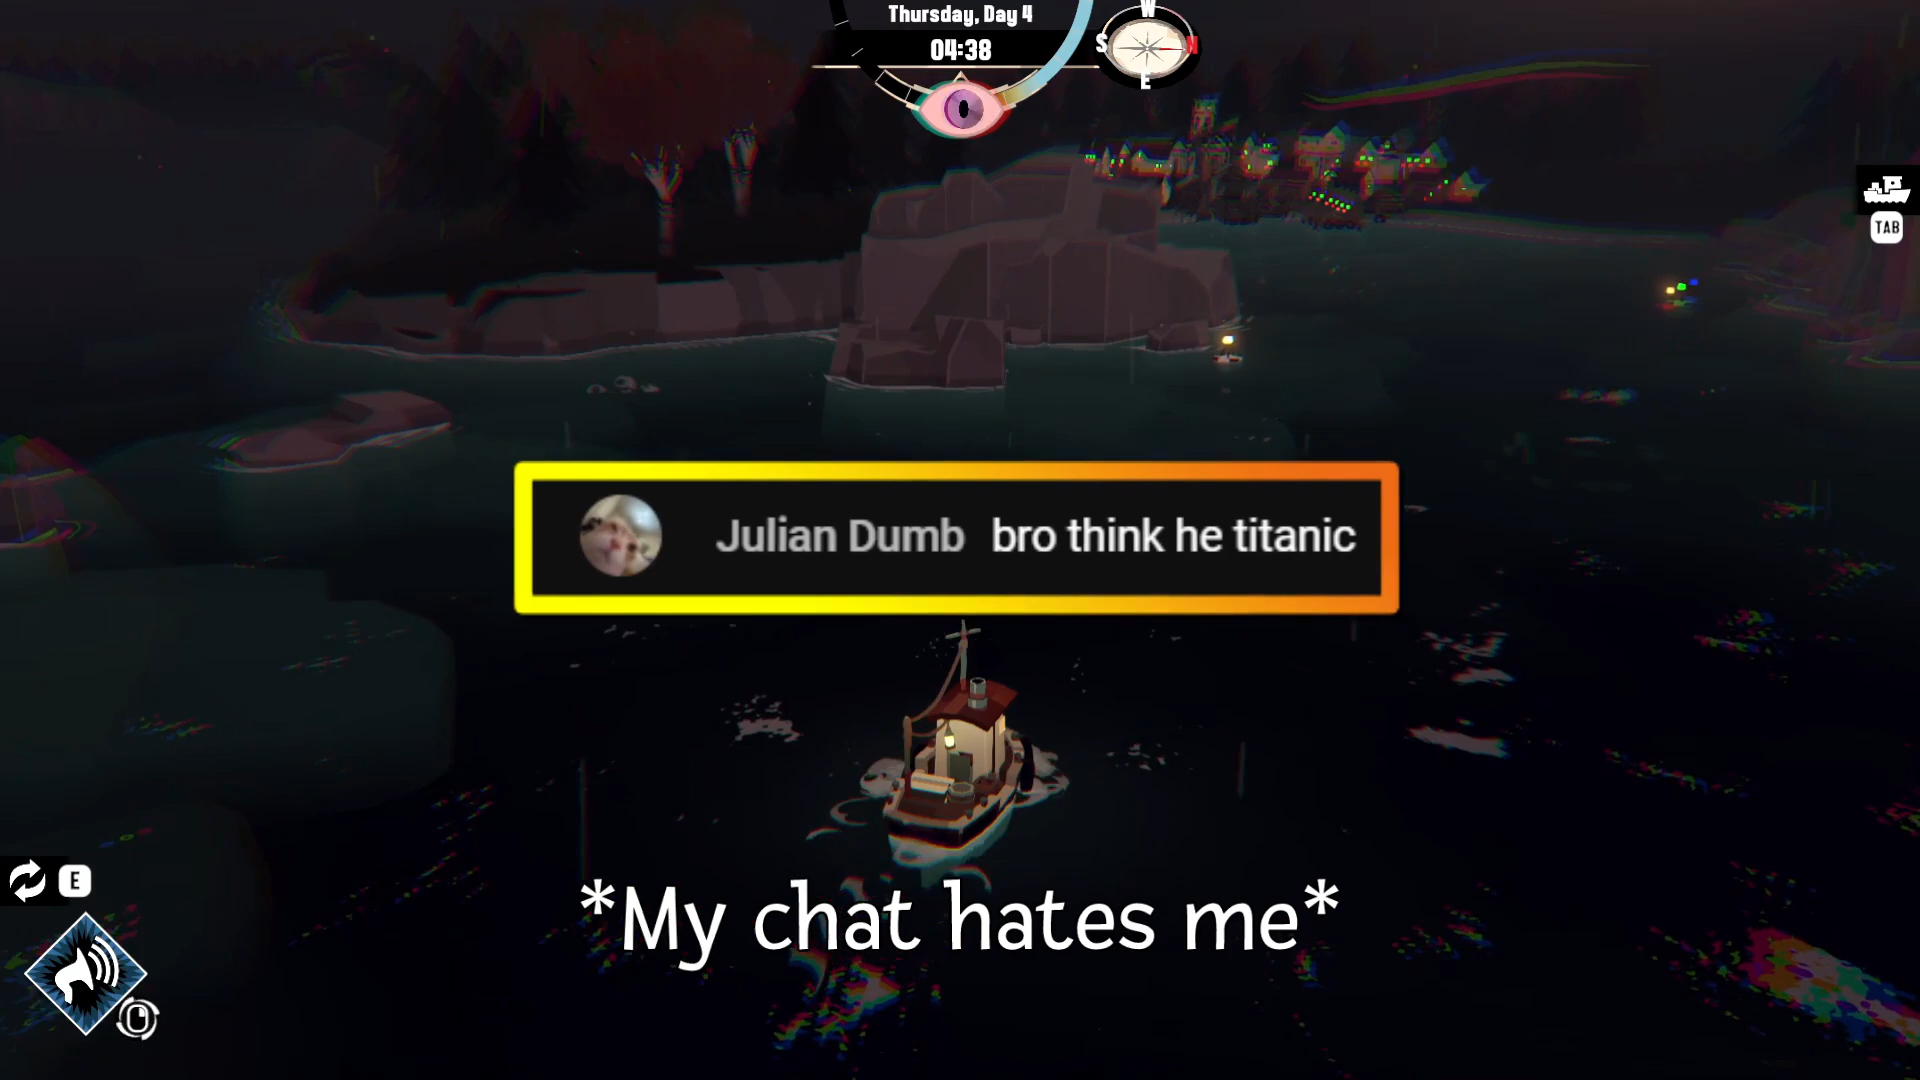 Thursday, Day 4
04:38
W
S
N
E
TAB
Julian Dumb bro think he titanic
E
*My chat hates me*